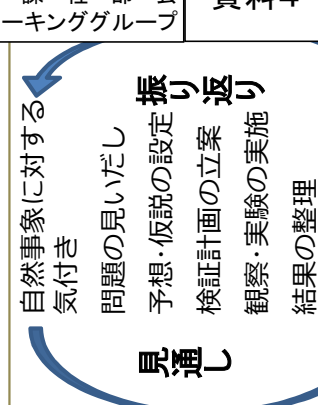 ーキンググループ
資料4
自然事象に対する
気付き
問題の見いだし
予想・仮説の設定
検証計画の立案
観察・実験の実施
結果の整理
振り返り
見通し